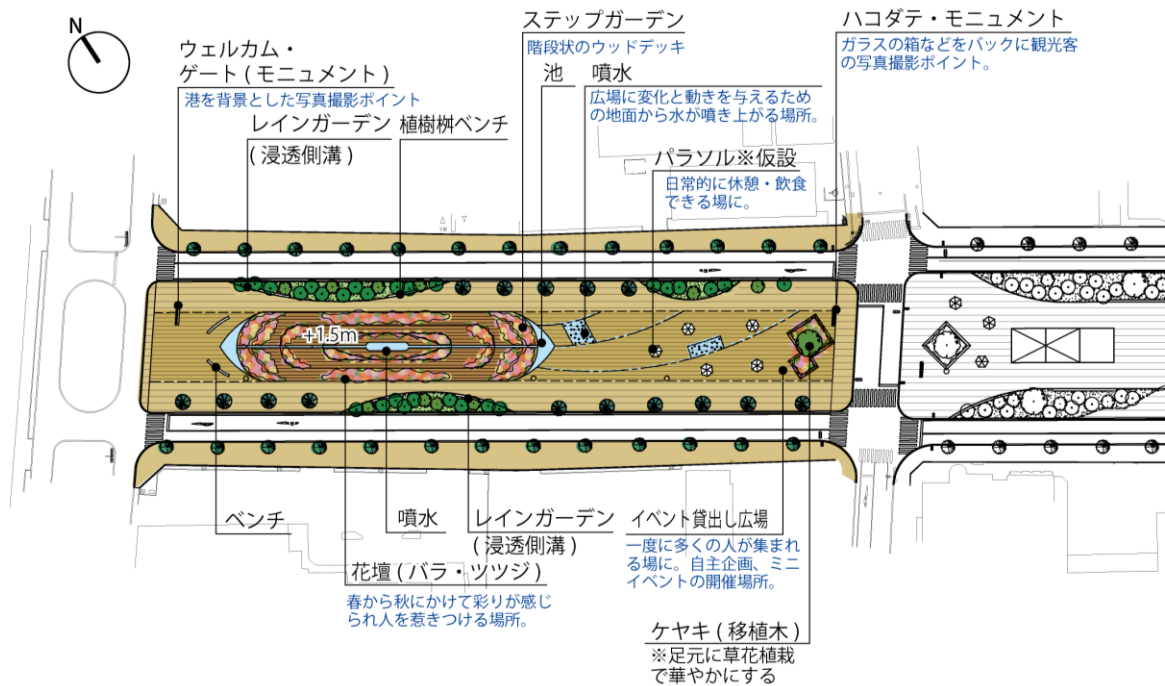 N
ウェルカム・
ゲート ( モニュメント )
港を背景とした写真撮影ポイント
レインガーデン
( 浸透側溝 )
植樹桝ベンチ
ステップガーデン
階段状のウッドデッキ
池
噴水
広場に変化と動きを与えるため
の地面から水が噴き上がる場所。
パラソル※仮設
日常的に休憩・飲食
できる場に。
ハコダテ・モニュメント
ガラスの箱などをバックに観光客
の写真撮影ポイント。
+1.5m
ベンチ
噴水
レインガーデン
( 浸透側溝 )
花壇 ( バラ・ツツジ )
春から秋にかけて彩りが感じ
られ人を惹きつける場所。
イベント貸出し広場
一度に多くの人が集まれ
る場に。自主企画、ミニ
イベントの開催場所。
ケヤキ ( 移植木 )
※足元に草花植栽
で華やかにする